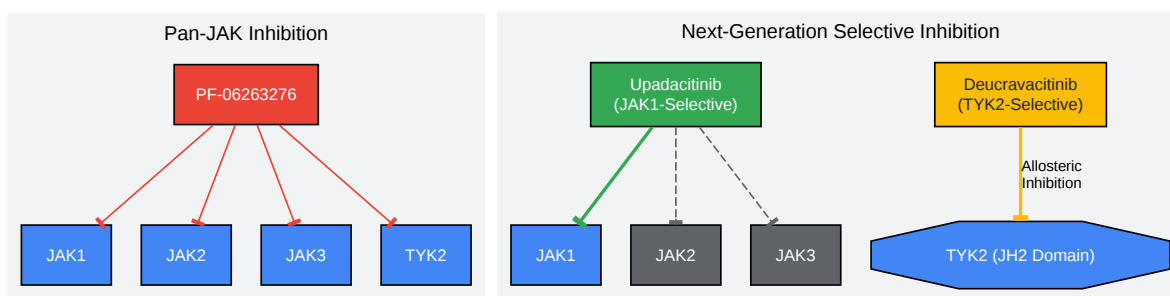 Pan-JAK Inhibition
PF-06263276
JAK1
JAK2
JAK3
TYK2
Next-Generation Selective Inhibition
Upadacitinib
(JAK1-Selective)
Deucravacitinib
(TYK2-Selective)
Allosteric
Inhibition
JAK1
JAK2
JAK3
TYK2 (JH2 Domain)